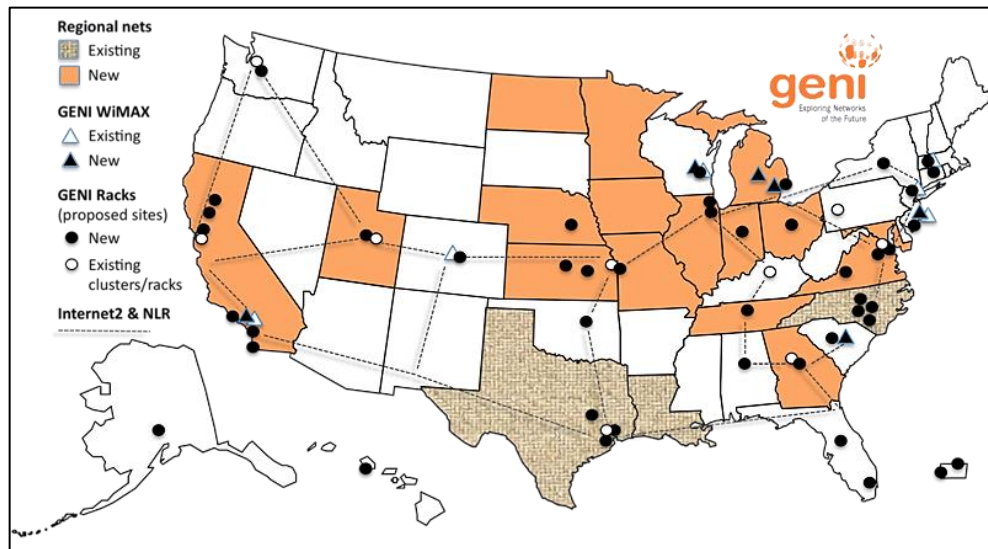 Regional nets
Existing
New
GENI WiMAX
Existing
New
GENI Racks
(proposed sites)
New
Existing
clusters/racks
Internet2 & NLR
geni
Exploring Networks
of the Future